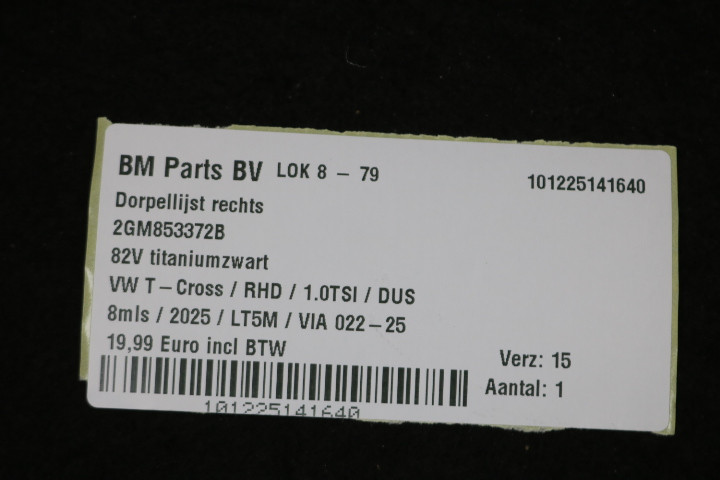 BM Parts BV LOK 8 - 79
101225141640
Dorpellijst rechts
2GM853372B
82V titaniumzwart
VW T-Cross / RHD / 1.0TSI / DUS
8mls / 2025 / LT5M / VIA 022-25
19,99 Euro incl BTW
Verz: 15
Aantal: 1
101225141640